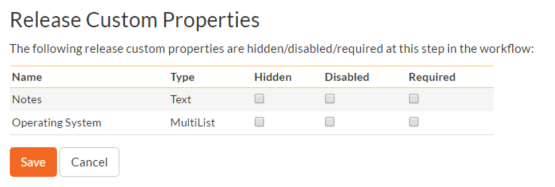 Release Custom Properties
The following release custom properties are hidden/disabled/required at this step in the workflow:
Name Type Hidden Disabled Required
Notes Text
Operating System MultiList
Save Cancel